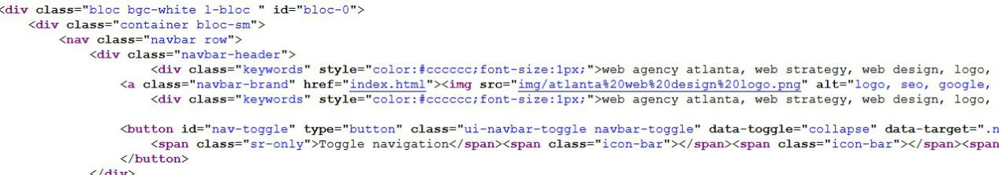 <div class="bloc bgc-white l-bloc " id="bloc-0">
<div class="container bloc-sm">
<nav class="navbar row">
<div class="navbar-header">
<div class="keywords" style="color:#cccccc;font-size:1px;">web agency atlanta, web strategy, web design, logo,
<a class="navbar-brand" href="index.html"><img src="img/atlanta%20web%20design%20logo.png" alt="logo, seo, google,
<div class="keywords" style="color:#cccccc;font-size:1px;">web agency atlanta, web strategy, web design, logo,
<button id="nav-toggle" type="button" class="ui-navbar-toggle navbar-toggle" data-toggle="collapse" data-target=".n
<span class="sr-only">Toggle navigation</span><span class="icon-bar"></span><span class="icon-bar"></span><span
</button>
</div>